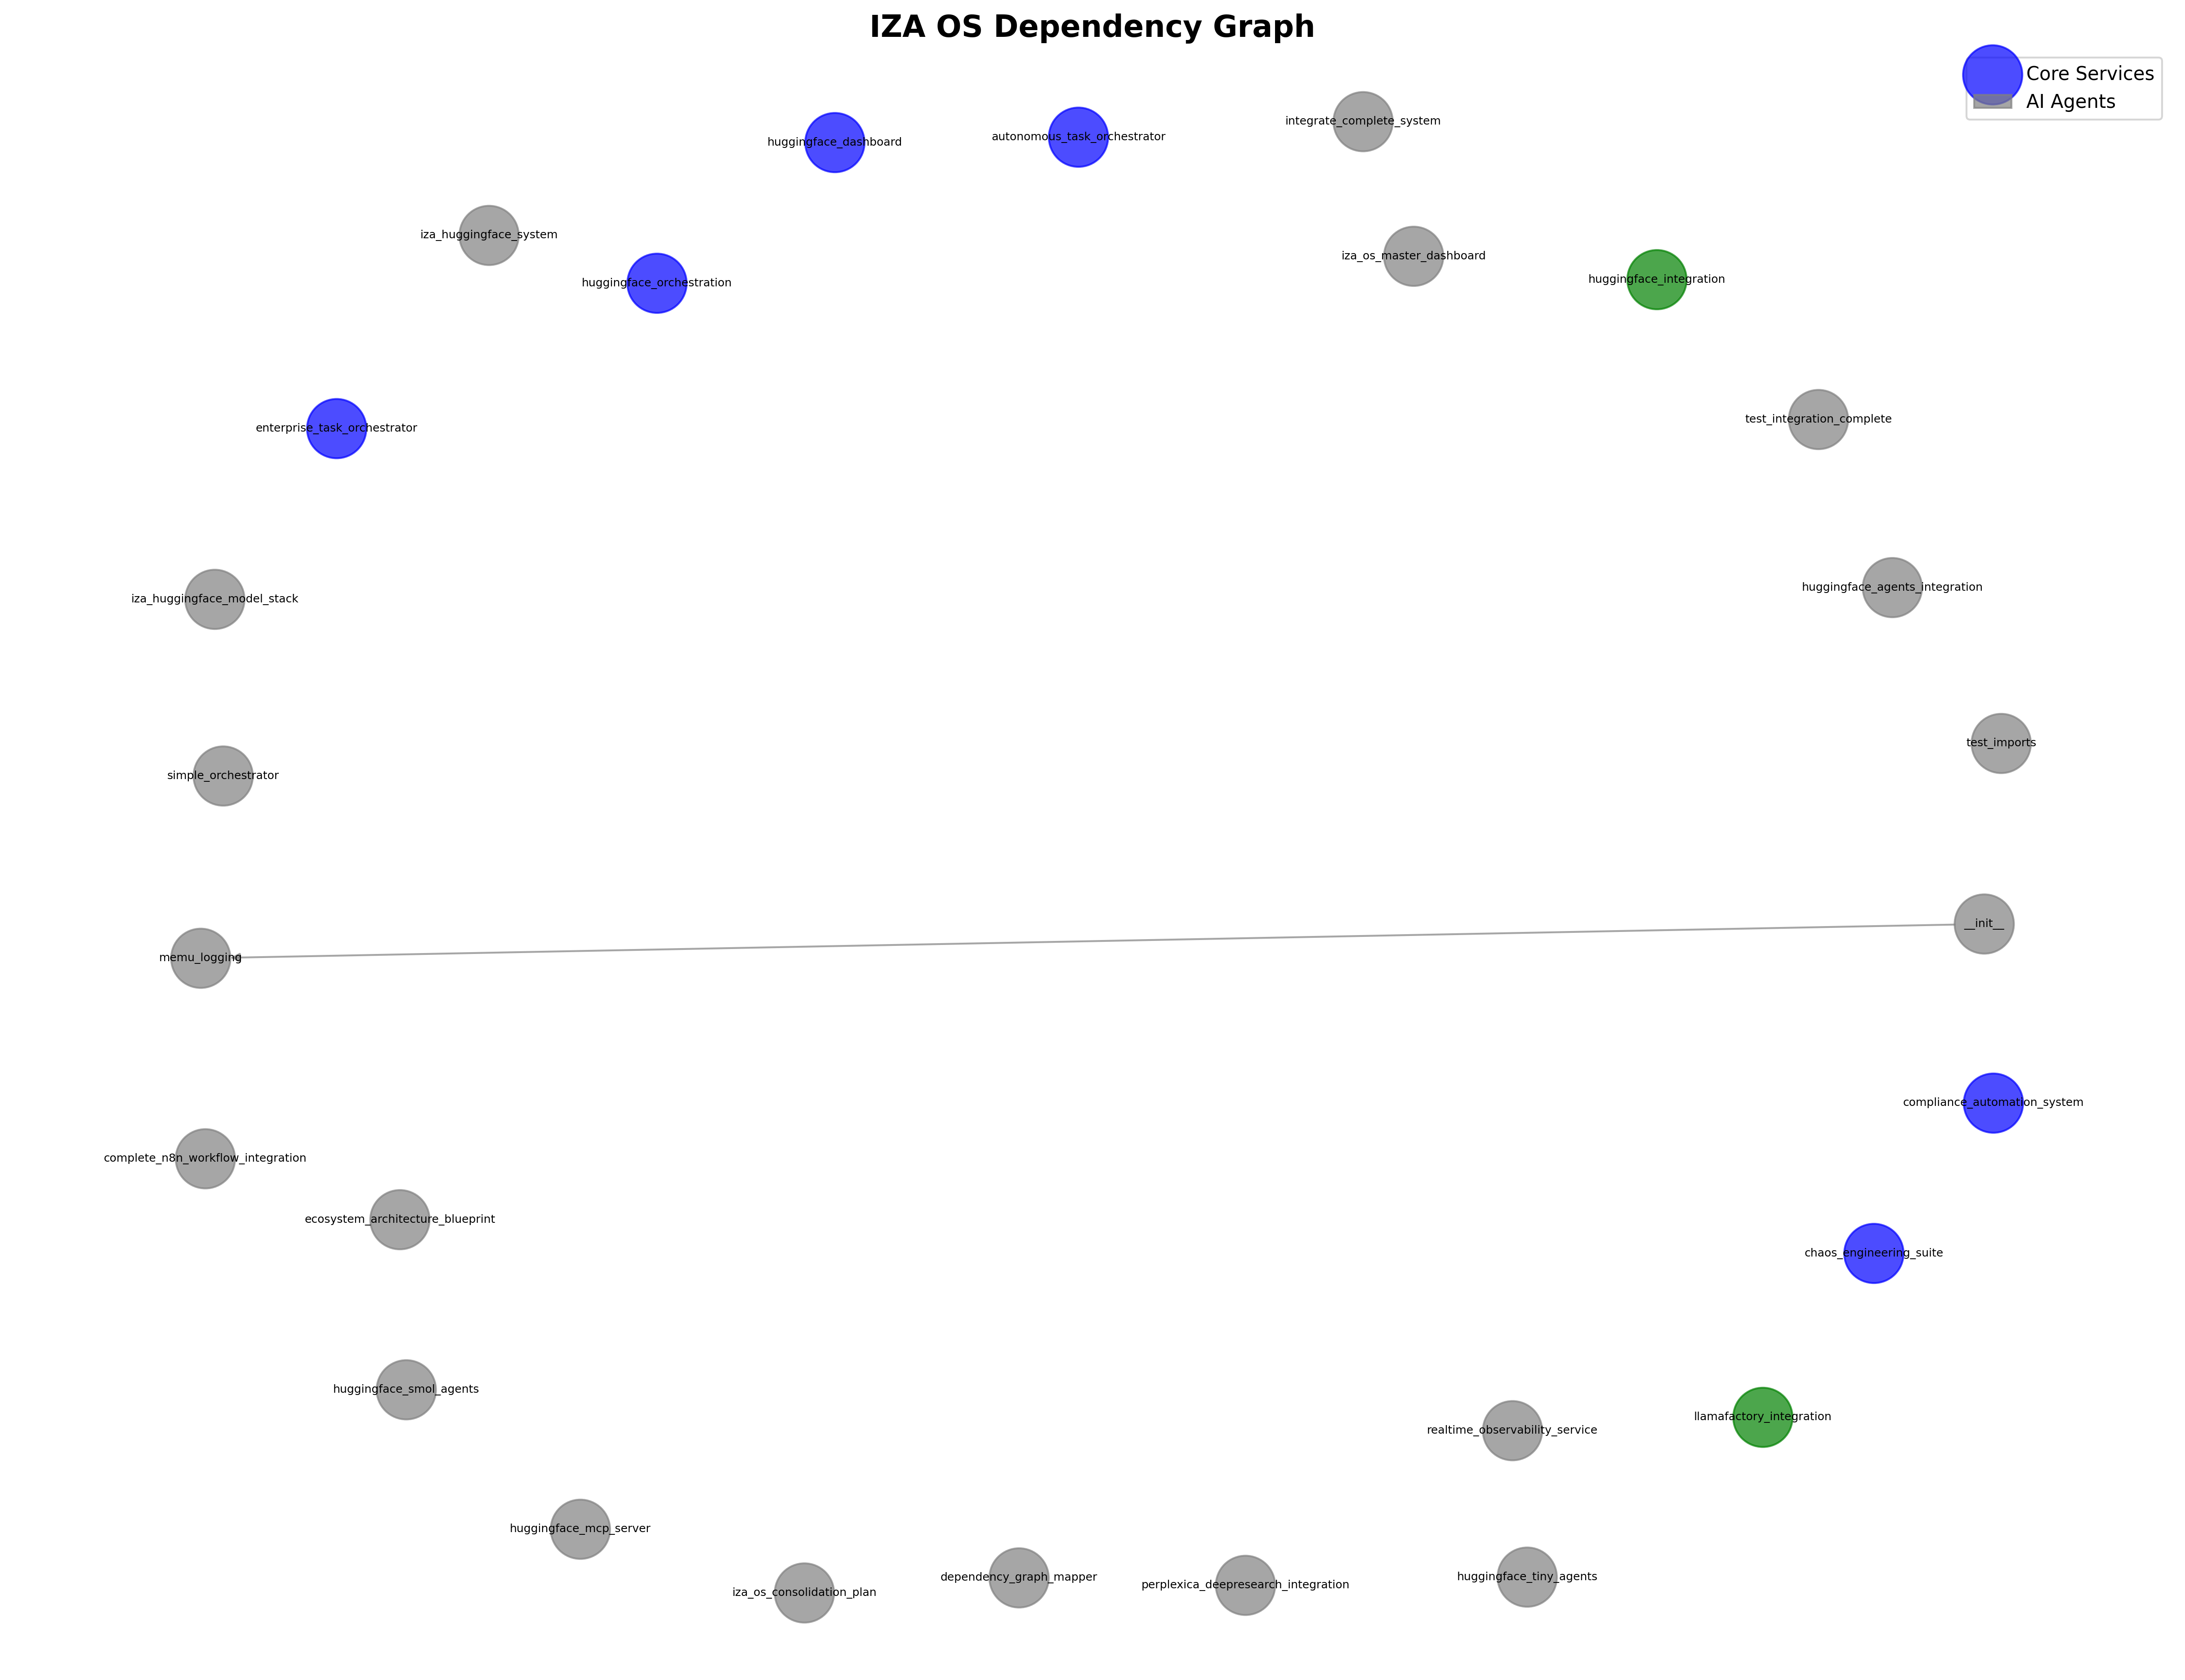 IZA OS Dependency Graph
Core Services
AI Agents
integrate_complete_system
autonomous_task_orchestrator
huggingface_dashboard
iza_huggingface_system
iza_os_master_dashboard
huggingface_integration
huggingface_orchestration
test_integration_complete
enterprise_task_orchestrator
huggingface_agents_integration
iza_huggingface_model_stack
test_imports
simple_orchestrator
__init__
memu_logging
compliance_automation_system
complete_n8n_workflow_integration
ecosystem_architecture_blueprint
chaos_engineering_suite
huggingface_smol_agents
llamafactory_integration
realtime_observability_service
huggingface_mcp_server
huggingface_tiny_agents
dependency_graph_mapper
perplexica_deepresearch_integration
iza_os_consolidation_plan